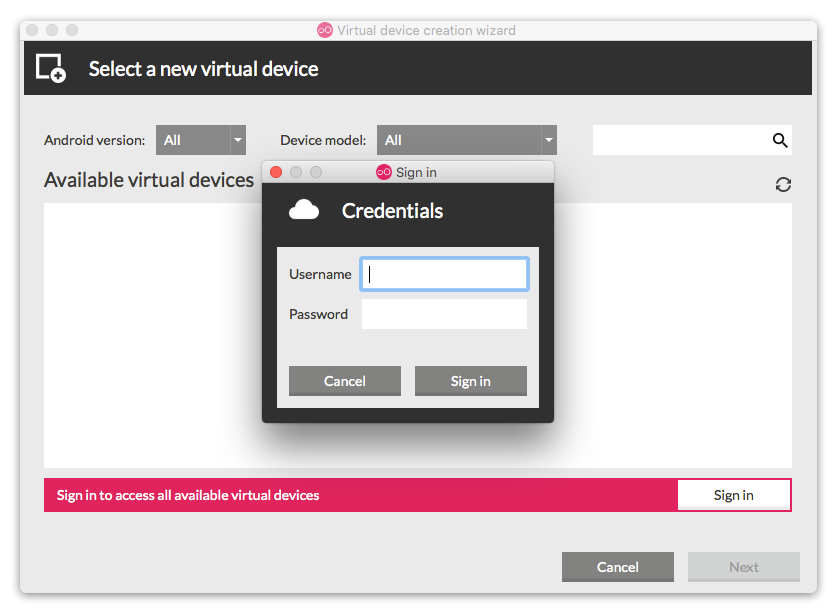 Virtual device creation wizard
Select a new virtual device
Android version: All Device model: All
Available virtual devices
Sign in
Credentials
Username
Password
Cancel Sign in
Sign in to access all available virtual devices Sign in
Cancel Next